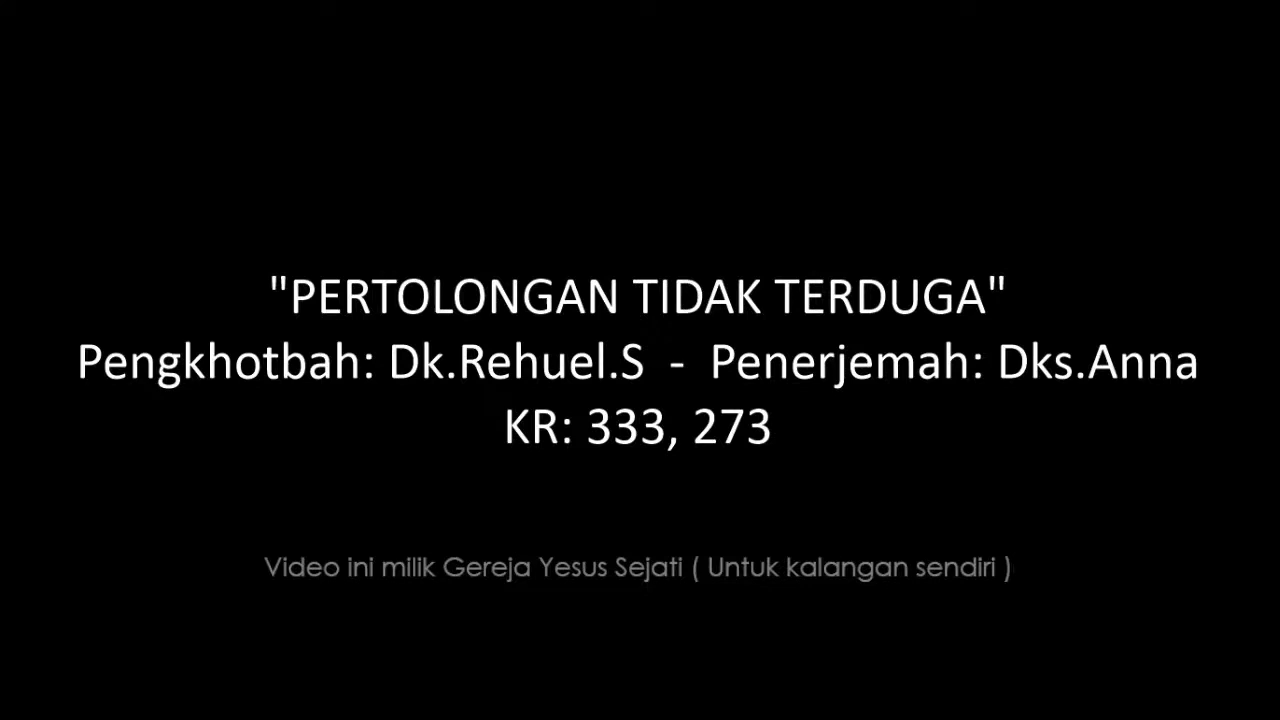 "PERTOLONGAN TIDAK TERDUGA"
Pengkhotbah: Dk.Rehuel.S - Penerjemah: Dks.Anna
KR: 333, 273
Video ini milik Gereja Yesus Sejati ( Untuk kalangan sendiri )